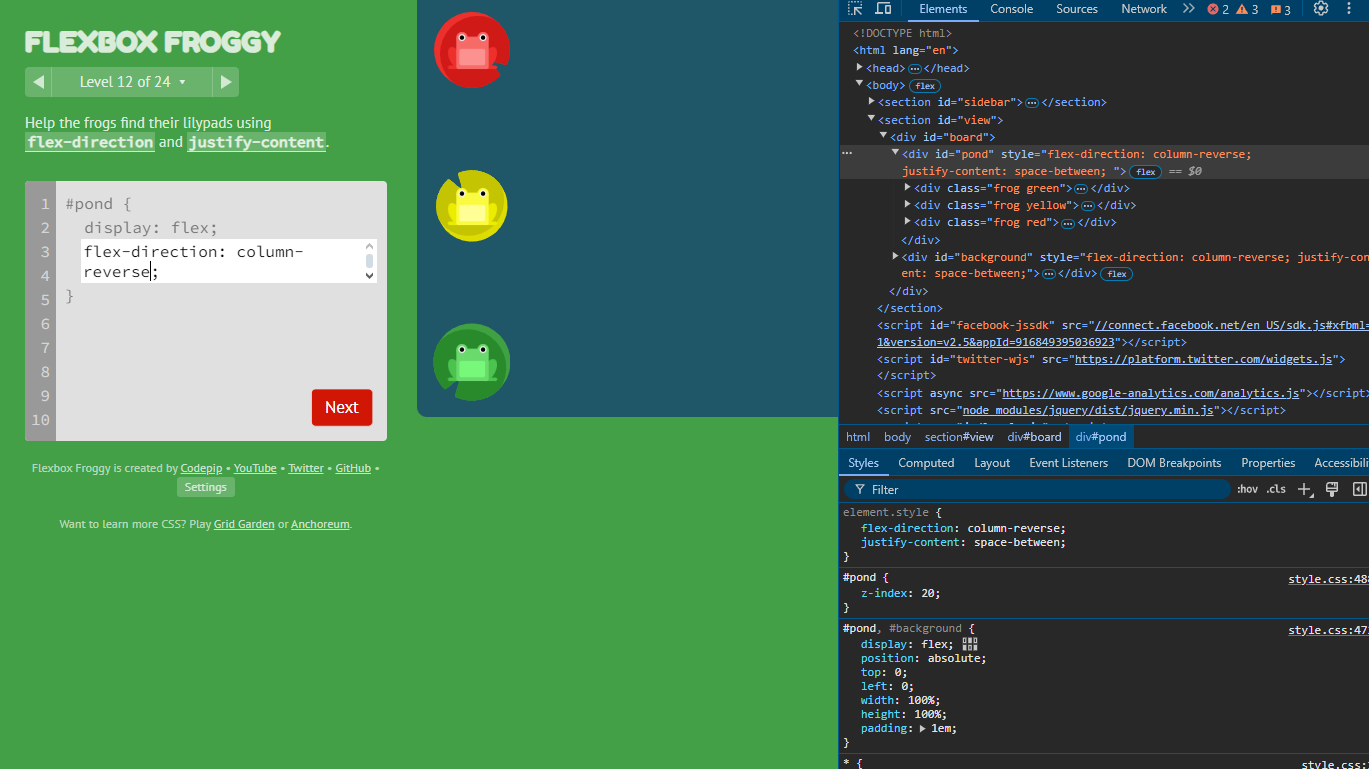 FLEXBOX FROGGY
Level 12 of 24
Help the frogs find their lilypads using
flex-direction and justify-content.
1 #pond {
2 display: flex;
3 flex-direction: column-
4 reverse;
5 }
6
7
8
9
10
Next
Flexbox Froggy is created by Codepip • YouTube • Twitter • GitHub •
Settings
Want to learn more CSS? Play Grid Garden or Anchoreum.
Elements Console Sources Network 2 3 3
<!DOCTYPE html>
<html lang="en">
<head> </head>
<body> flex
<section id="sidebar"> </section>
<section id="view">
<div id="board">
<div id="pond" style="flex-direction: column-reverse;
justify-content: space-between; "> flex == $0
<div class="frog green"> </div>
<div class="frog yellow"> </div>
<div class="frog red"> </div>
</div>
<div id="background" style="flex-direction: column-reverse; justify-con
ent: space-between;"> </div> flex
</div>
</section>
<script id="facebook-jssdk" src="//connect.facebook.net/en_US/sdk.js#xfbml=
1&version=v2.5&appId=916849395036923"></script>
<script id="twitter-wjs" src="https://platform.twitter.com/widgets.js">
</script>
<script async src="https://www.google-analytics.com/analytics.js"></script>
<script src="node_modules/jquery/dist/jquery.min.js"></script>
html body section#view div#board div#pond
Styles Computed Layout Event Listeners DOM Breakpoints Properties Accessibili
Filter :hov .cls
element.style {
flex-direction: column-reverse;
justify-content: space-between;
}
#pond { style.css:488
z-index: 20;
}
#pond, #background { style.css:47
display: flex;
position: absolute;
top: 0;
left: 0;
width: 100%;
height: 100%;
padding: 1em;
}
* { style.css: